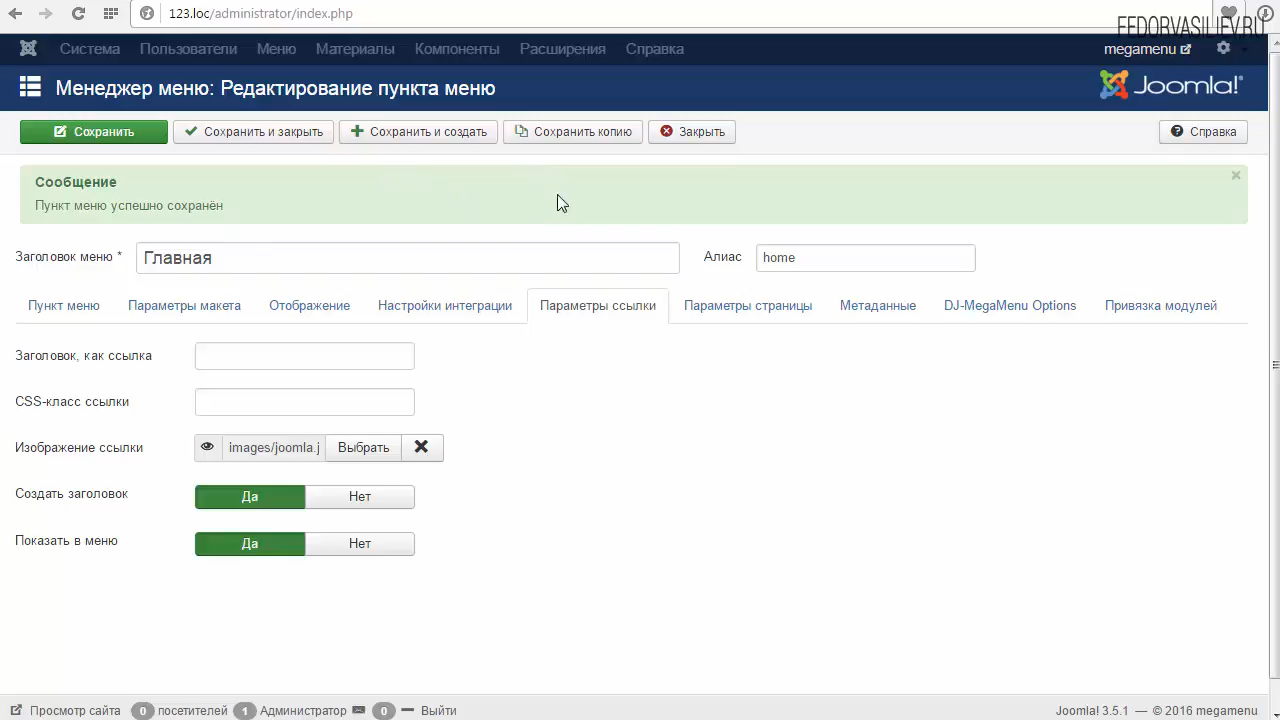 123.loc/administrator/index.php
FEDORVASILIEV.RU
Система Пользователи Меню Материалы Компоненты Расширения Справка megamenu
Менеджер меню: Редактирование пункта меню Joomla!®
Сохранить Сохранить и закрыть Сохранить и создать Сохранить копию Закрыть Справка
Сообщение
Пункт меню успешно сохранён
Заголовок меню * Главная Алиас home
Пункт меню Параметры макета Отображение Настройки интеграции Параметры ссылки Параметры страницы Метаданные DJ-MegaMenu Options Привязка модулей
Заголовок, как ссылка
CSS-класс ссылки
Изображение ссылки images/joomla.j Выбрать
Создать заголовок Да Нет
Показать в меню Да Нет
Просмотр сайта 0 посетителей 1 Администратор 0 Выйти Joomla! 3.5.1 — © 2016 megamenu